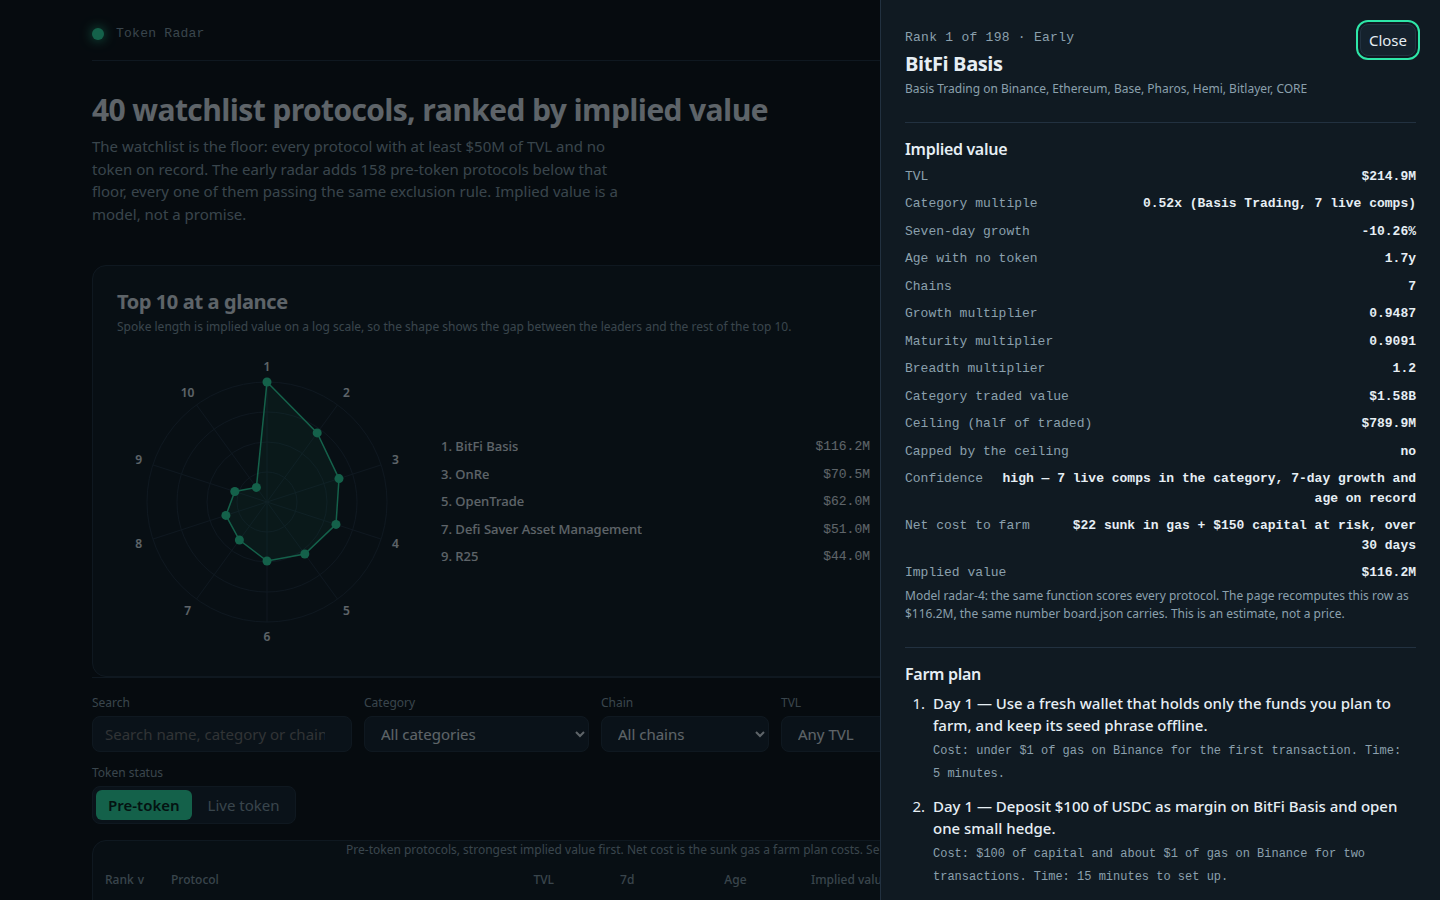 Token Radar
40 watchlist protocols, ranked by implied value
The watchlist is the floor: every protocol with at least $50M of TVL and no
token on record. The early radar adds 158 pre-token protocols below that
floor, every one of them passing the same exclusion rule. Implied value is a
model, not a promise.
Top 10 at a glance
Spoke length is implied value on a log scale, so the shape shows the gap between the leaders and the rest of the top 10.
1
2
3
4
5
6
7
8
9
10
1. BitFi Basis $116.2M
3. OnRe $70.5M
5. OpenTrade $62.0M
7. Defi Saver Asset Management $51.0M
9. R25 $44.0M
Search
Category
Chain
TVL
Search name, category or chain
All categories
All chains
Any TVL
Token status
Pre-token
Live token
Pre-token protocols, strongest implied value first. Net cost is the sunk gas a farm plan costs. Se
Rank v Protocol TVL 7d Age Implied valu
Rank 1 of 198 · Early
Close
BitFi Basis
Basis Trading on Binance, Ethereum, Base, Pharos, Hemi, Bitlayer, CORE
Implied value
TVL $214.9M
Category multiple 0.52x (Basis Trading, 7 live comps)
Seven-day growth -10.26%
Age with no token 1.7y
Chains 7
Growth multiplier 0.9487
Maturity multiplier 0.9091
Breadth multiplier 1.2
Category traded value $1.58B
Ceiling (half of traded) $789.9M
Capped by the ceiling no
Confidence high — 7 live comps in the category, 7-day growth and
age on record
Net cost to farm $22 sunk in gas + $150 capital at risk, over
30 days
Implied value $116.2M
Model radar-4: the same function scores every protocol. The page recomputes this row as
$116.2M, the same number board.json carries. This is an estimate, not a price.
Farm plan
1. Day 1 — Use a fresh wallet that holds only the funds you plan to
farm, and keep its seed phrase offline.
Cost: under $1 of gas on Binance for the first transaction. Time:
5 minutes.
2. Day 1 — Deposit $100 of USDC as margin on BitFi Basis and open
one small hedge.
Cost: $100 of capital and about $1 of gas on Binance for two
transactions. Time: 15 minutes to set up.